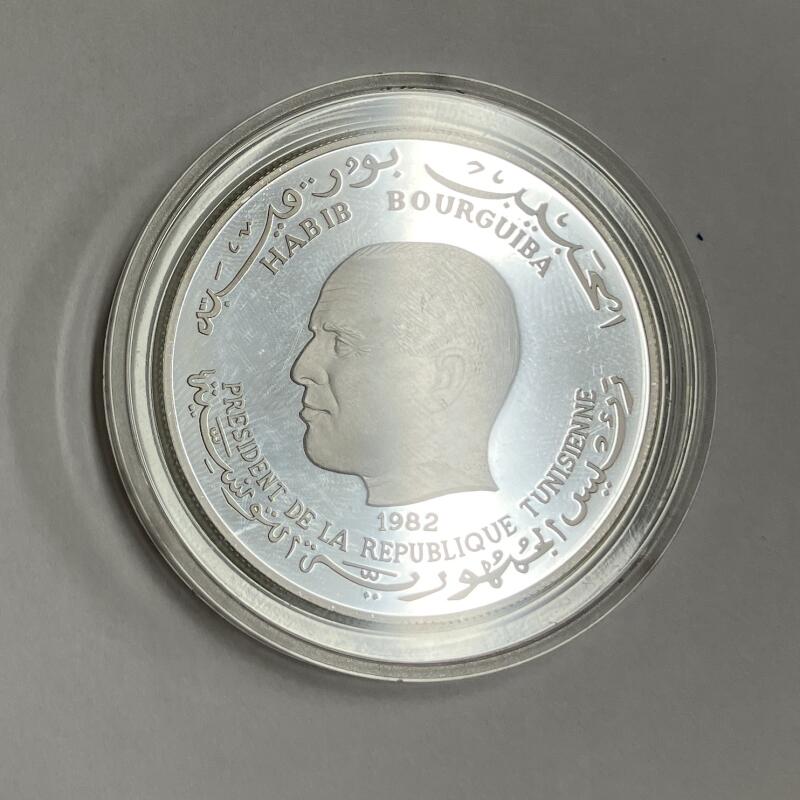 الحبيب بورقيبة
HABIB BOURGUIBA
1982
PRESIDENT DE LA REPUBLIQUE TUNISIENNE
رئيس الجمهورية التونسية